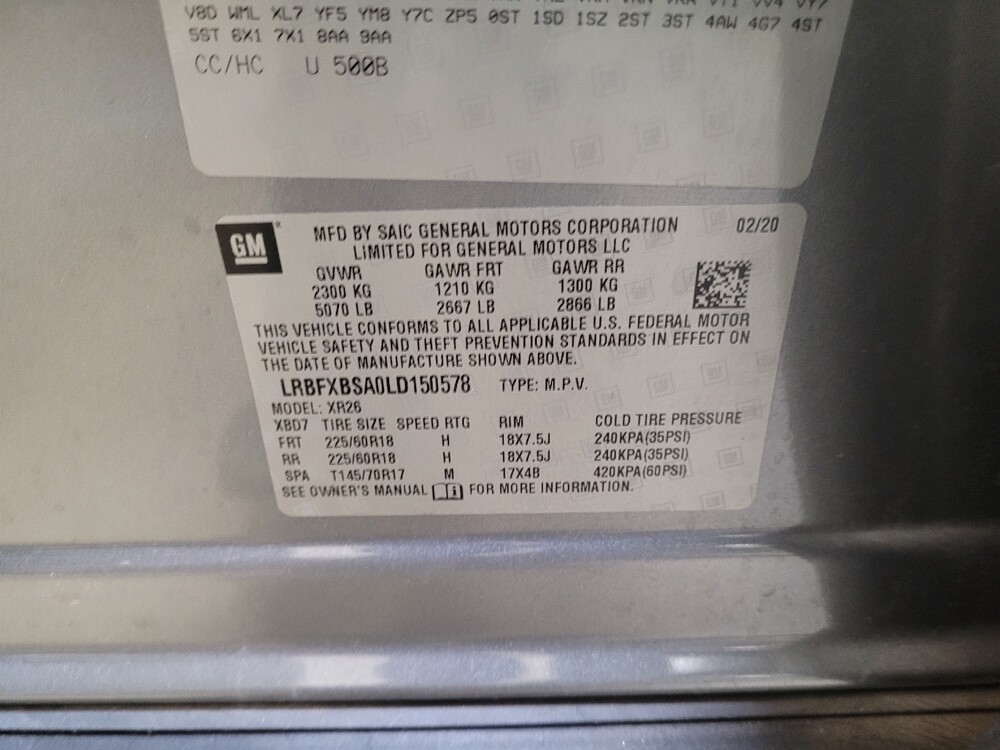 V8D WML XL7 YF5 YM8 Y7C ZP5 0ST 1SD 1SZ 2ST 3ST 4AW 4G7 4ST
5ST 6X1 7X1 8AA 9AA
CC/HC U 500B
GM
MFD BY SAIC GENERAL MOTORS CORPORATION 02/20
LIMITED FOR GENERAL MOTORS LLC
GVWR GAWR FRT GAWR RR
2300 KG 1210 KG 1300 KG
5070 LB 2667 LB 2866 LB
THIS VEHICLE CONFORMS TO ALL APPLICABLE U.S. FEDERAL MOTOR
VEHICLE SAFETY AND THEFT PREVENTION STANDARDS IN EFFECT ON
THE DATE OF MANUFACTURE SHOWN ABOVE.
LRBFXBSA0LD150578 TYPE: M.P.V.
MODEL: XR26
XBD7 TIRE SIZE SPEED RTG RIM COLD TIRE PRESSURE
FRT 225/60R18 H 18X7.5J 240KPA(35PSI)
RR 225/60R18 H 18X7.5J 240KPA(35PSI)
SPA T145/70R17 M 17X4B 420KPA(60PSI)
SEE OWNER'S MANUAL FOR MORE INFORMATION.